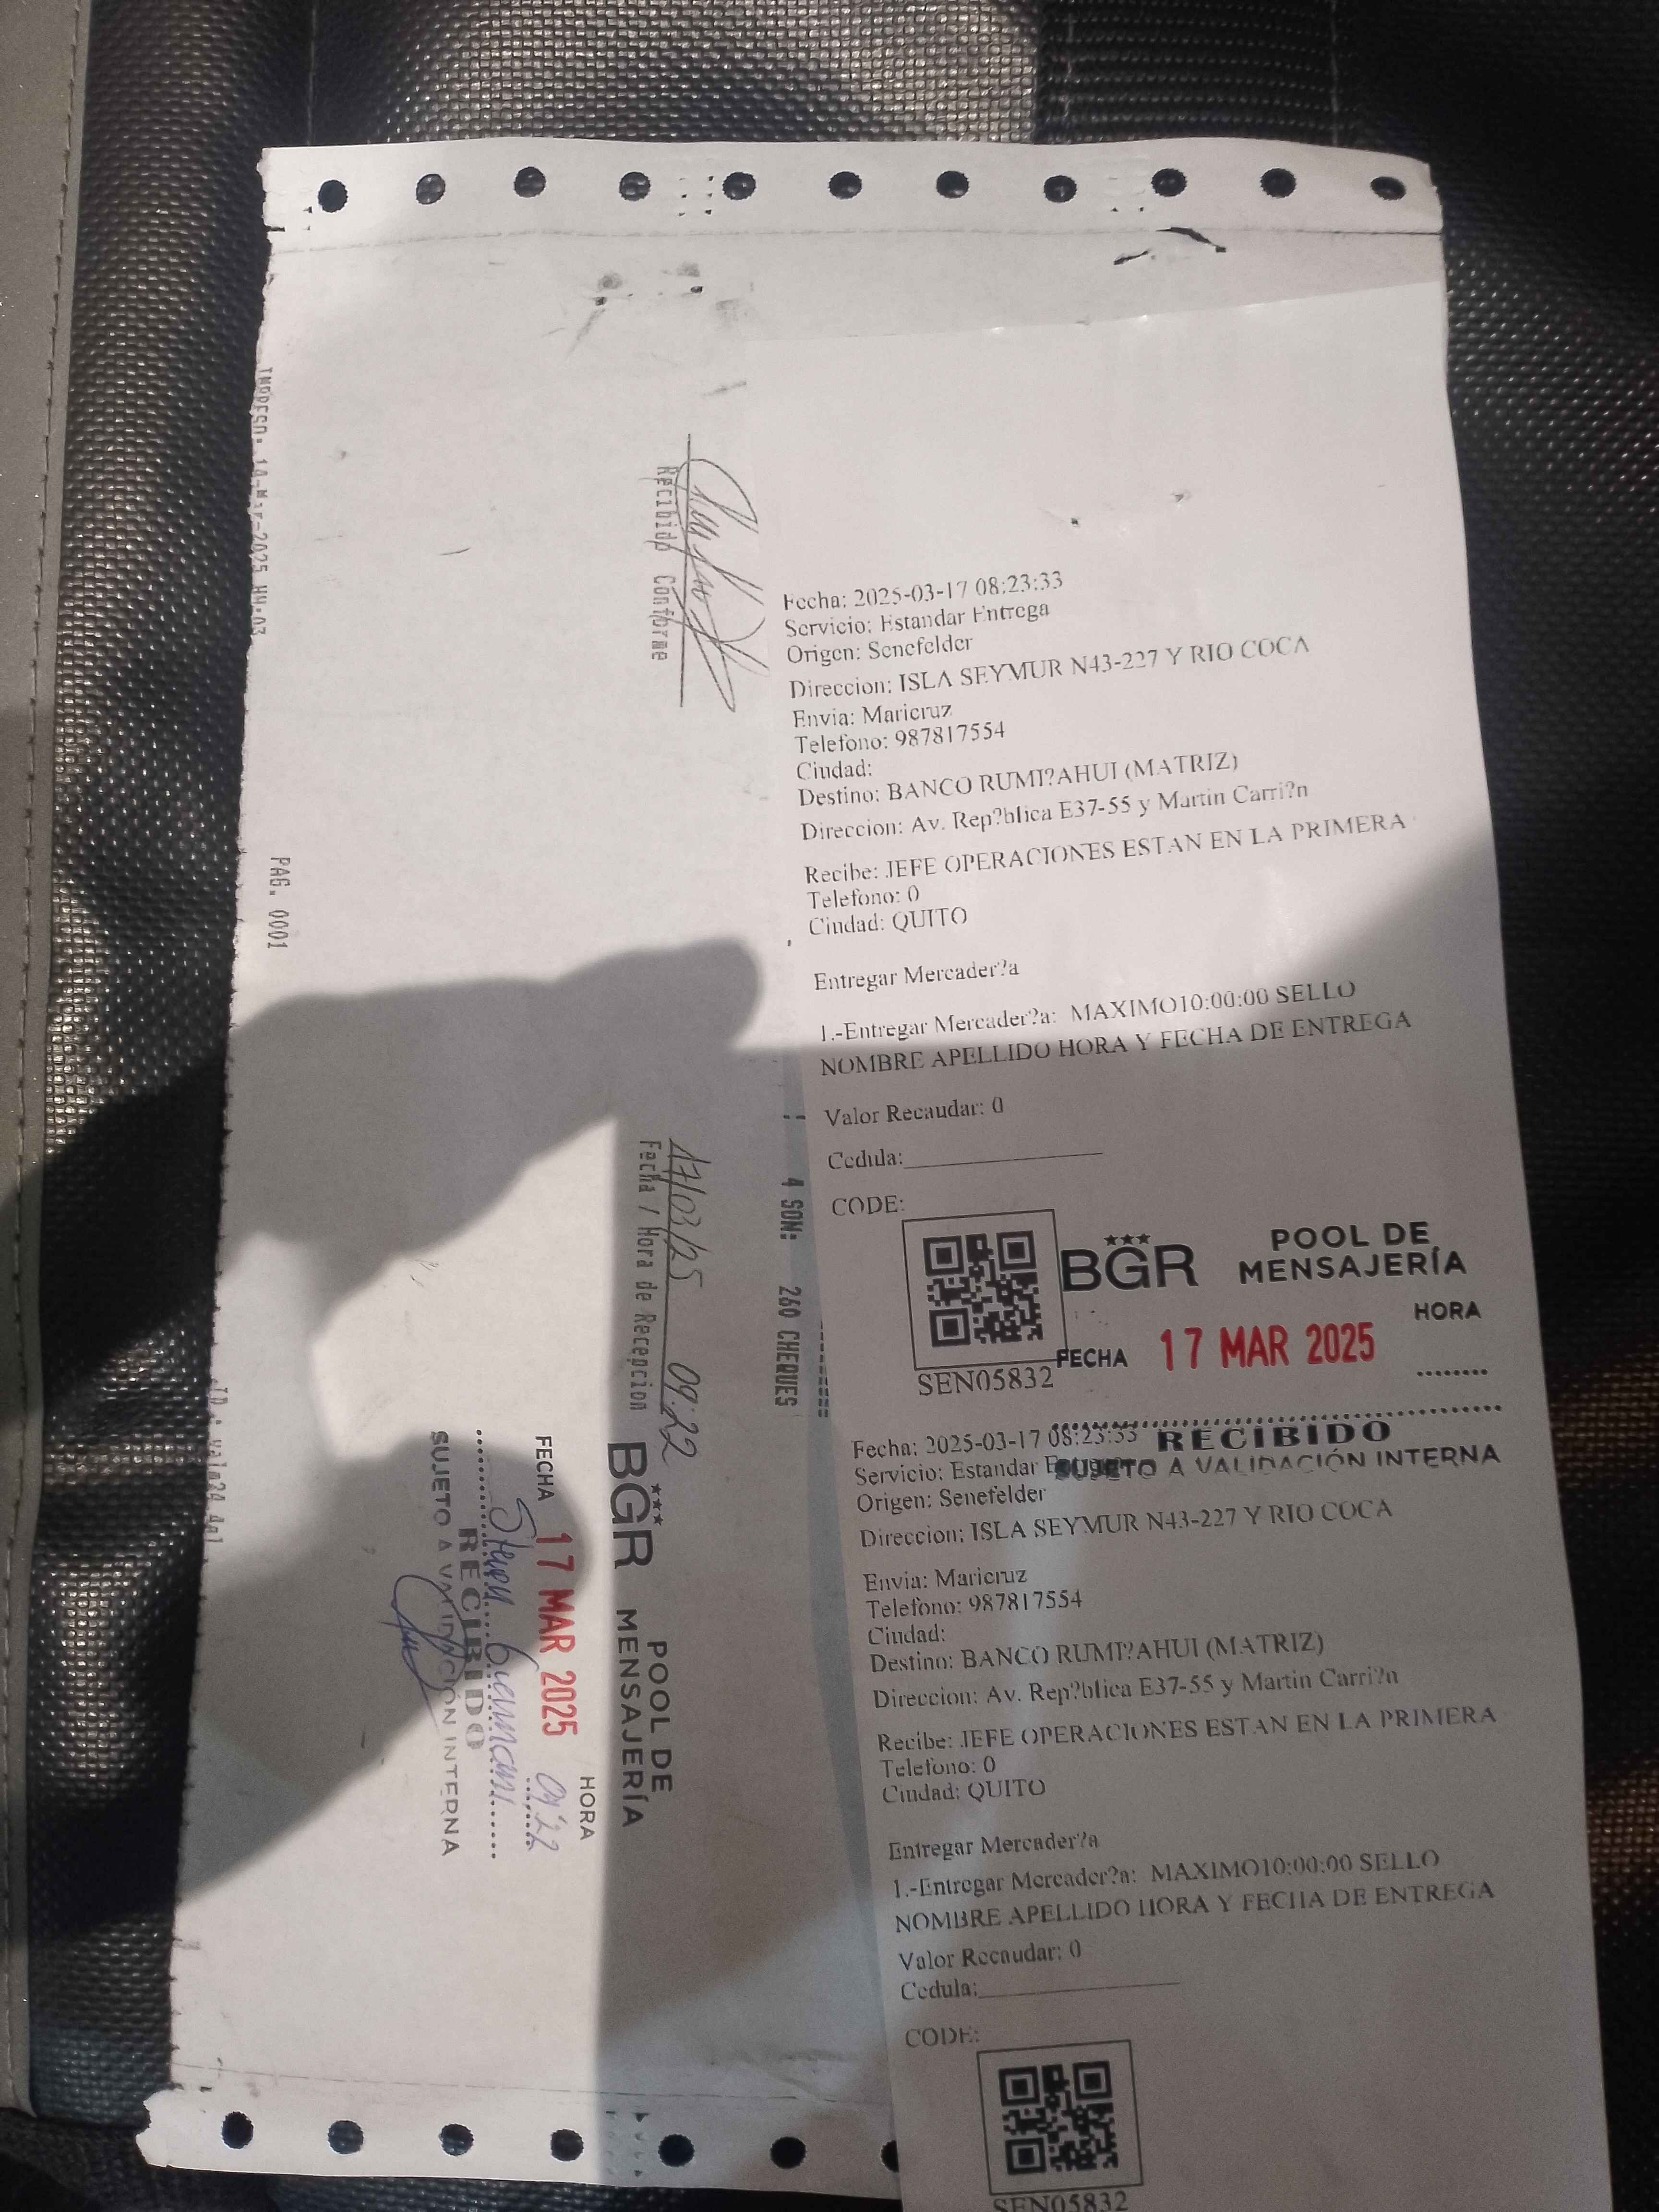 Fecha: 2025-03-17 08:23:33
Servicio: Estandar Entrega
Origen: Senefelder
Direccion: ISLA SEYMUR N43-227 Y RIO COCA
Envia: Maricruz
Telefono: 987817554
Ciudad:
Destino: BANCO RUMI?AHUI (MATRIZ)
Direccion: Av. Rep?blica E37-55 y Martin Carri?n
Recibe: JEFE OPERACIONES ESTAN EN LA PRIMERA
Telefono: 0
Ciudad: QUITO
Entregar Mercader?a
1.-Entregar Mercader?a: MAXIMO10:00:00 SELLO
NOMBRE APELLIDO HORA Y FECHA DE ENTREGA
Valor Recaudar: 0
Cedula:
CODE:
SEN05832
BGR POOL DE
MENSAJERÍA
HORA
FECHA 17 MAR 2025
RECIBIDO
SUJETO A VALIDACIÓN INTERNA
Fecha: 2025-03-17 08:23:33
Servicio: Estandar
Origen: Senefelder
Direccion: ISLA SEYMUR N43-227 Y RIO COCA
Envia: Maricruz
Telefono: 987817554
Ciudad:
Destino: BANCO RUMI?AHUI (MATRIZ)
Direccion: Av. Rep?blica E37-55 y Martin Carri?n
Recibe: JEFE OPERACIONES ESTAN EN LA PRIMERA
Telefono: 0
Ciudad: QUITO
Entregar Mercader?a
1.-Entregar Mercader?a: MAXIMO10:00:00 SELLO
NOMBRE APELLIDO HORA Y FECHA DE ENTREGA
Valor Recaudar: 0
Cedula:
CODE:
SEN05832
4 SON: 260 CHEQUES
17/03/25 09:22
Recibido Conforme
Fecha / Hora de Recepcion
BGR POOL DE
MENSAJERÍA
HORA
FECHA 17 MAR 2025 09:22
Steven
RECIBIDO
SUJETO A VALIDACIÓN INTERNA
PAG. 0001
IMPRESO: